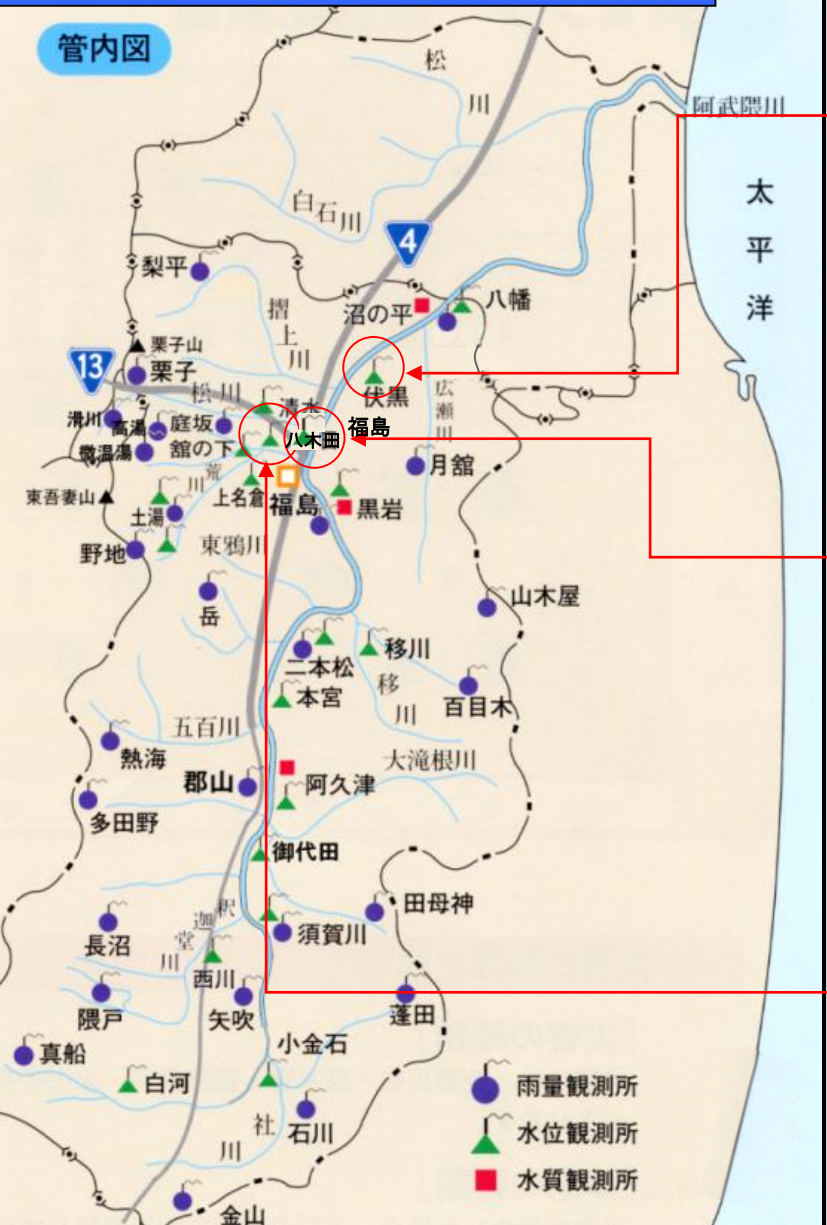 管内図
松川
阿武隈川
太平洋
白石川
4
梨平
摺上川
沼の平
八幡
栗子山
13
栗子
松川
清水
伏黒
広瀬川
滑川
高湯
庭坂
福島
八木田
微温湯
舘の下
月舘
荒川
東吾妻山
上名倉
福島
黒岩
土湯
野地
東鴉川
岳
山木屋
二本松
移川
本宮
移川
百目木
五百川
熱海
大滝根川
郡山
阿久津
多田野
御代田
田母神
釈迦堂川
須賀川
長沼
西川
隈戸
矢吹
蓬田
小金石
真船
白河
雨量観測所
社川
石川
水位観測所
水質観測所
金山